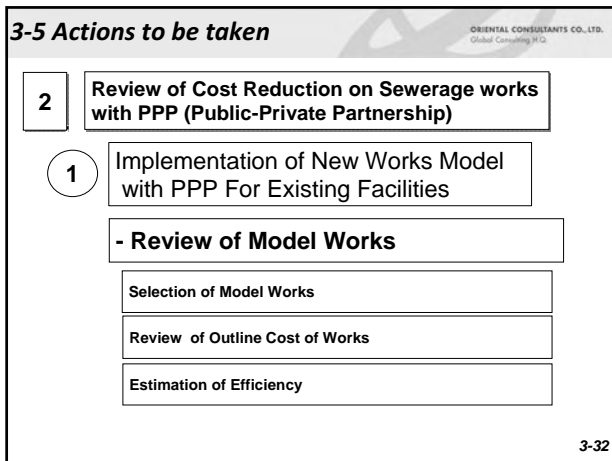 3-5 Actions to be taken
ORIENTAL CONSULTANTS CO., LTD.
Global Consulting H.Q.
2
Review of Cost Reduction on Sewerage works
with PPP (Public-Private Partnership)
1
Implementation of New Works Model
with PPP For Existing Facilities
- Review of Model Works
Selection of Model Works
Review of Outline Cost of Works
Estimation of Efficiency
3-32